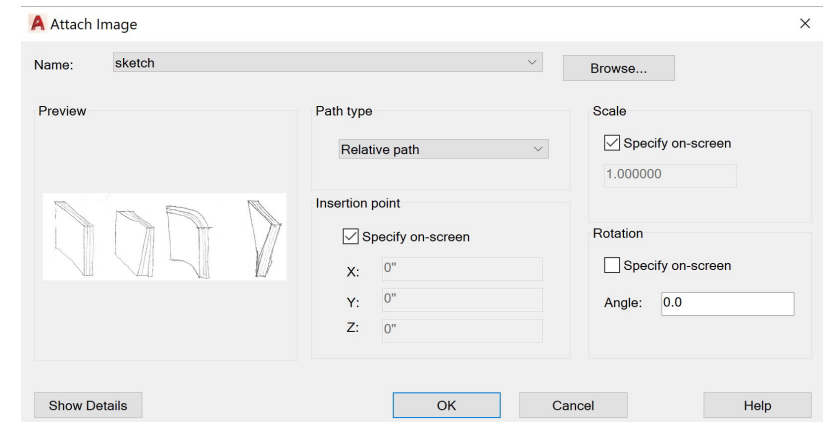 Attach Image
Name: sketch Browse...
Preview
Path type
Relative path
Scale
Specify on-screen
1.000000
Insertion point
Specify on-screen
X: 0"
Y: 0"
Z: 0"
Rotation
Specify on-screen
Angle: 0.0
Show Details OK Cancel Help